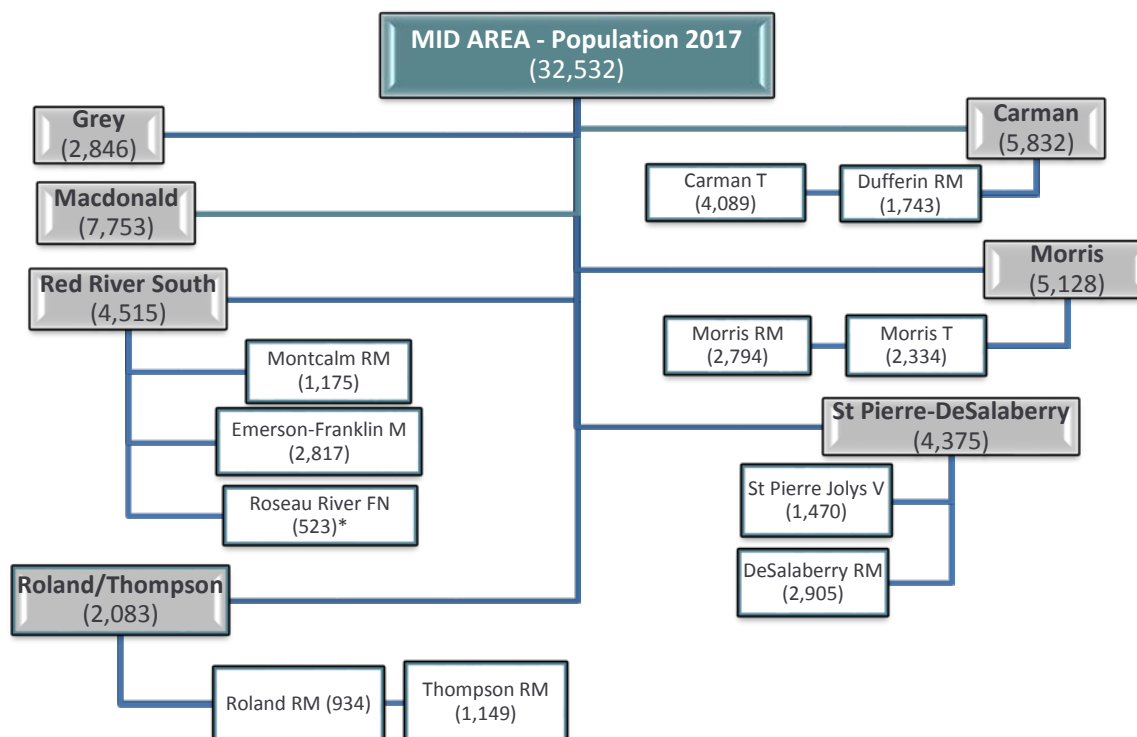 MID AREA - Population 2017
(32,532)
Grey
(2,846)
Macdonald
(7,753)
Red River South
(4,515)
Montcalm RM
(1,175)
Emerson-Franklin M
(2,817)
Roseau River FN
(523)*
Roland/Thompson
(2,083)
Roland RM (934)
Thompson RM
(1,149)
Carman
(5,832)
Carman T
(4,089)
Dufferin RM
(1,743)
Morris
(5,128)
Morris RM
(2,794)
Morris T
(2,334)
St Pierre-DeSalaberry
(4,375)
St Pierre Jolys V
(1,470)
DeSalaberry RM
(2,905)